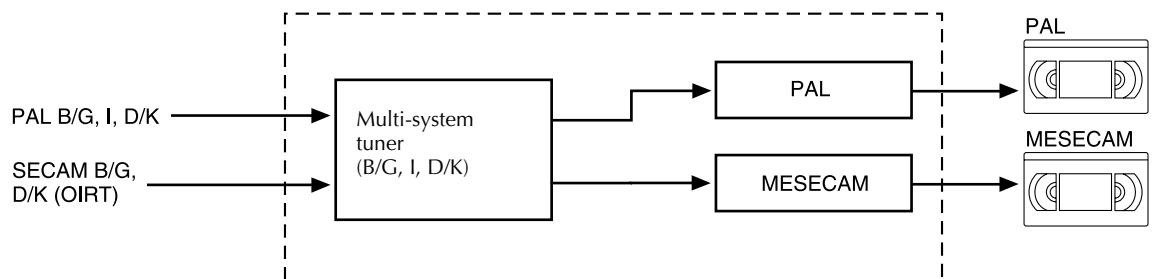 PAL B/G, I, D/K
SECAM B/G,
D/K (OIRT)
Multi-system
tuner
(B/G, I, D/K)
PAL
MESECAM
PAL
MESECAM